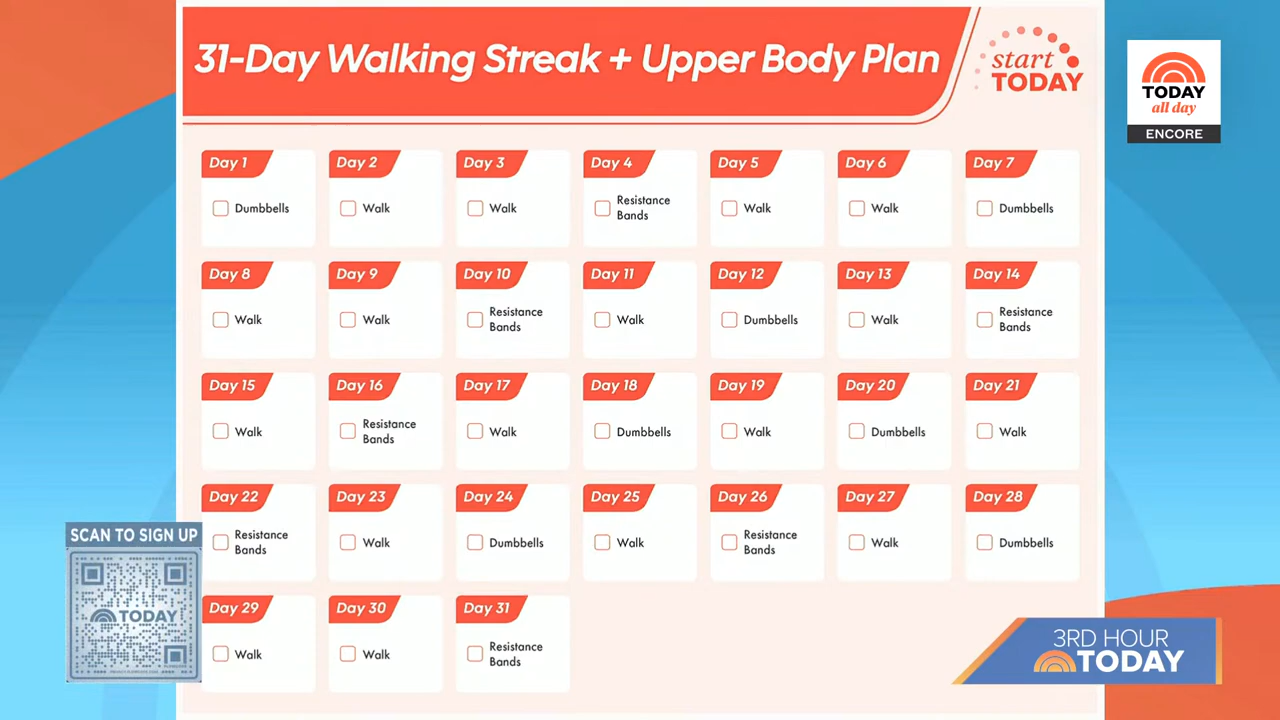 31-Day Walking Streak + Upper Body Plan
start
TODAY
TODAY
all day
ENCORE
Day 1
Dumbbells
Day 2
Walk
Day 3
Walk
Day 4
Resistance
Bands
Day 5
Walk
Day 6
Walk
Day 7
Dumbbells
Day 8
Walk
Day 9
Walk
Day 10
Resistance
Bands
Day 11
Walk
Day 12
Dumbbells
Day 13
Walk
Day 14
Resistance
Bands
Day 15
Walk
Day 16
Resistance
Bands
Day 17
Walk
Day 18
Dumbbells
Day 19
Walk
Day 20
Dumbbells
Day 21
Walk
Day 22
Resistance
Bands
Day 23
Walk
Day 24
Dumbbells
Day 25
Walk
Day 26
Resistance
Bands
Day 27
Walk
Day 28
Dumbbells
Day 29
Walk
Day 30
Walk
Day 31
Resistance
Bands
SCAN TO SIGN UP
TODAY
3RD HOUR
TODAY